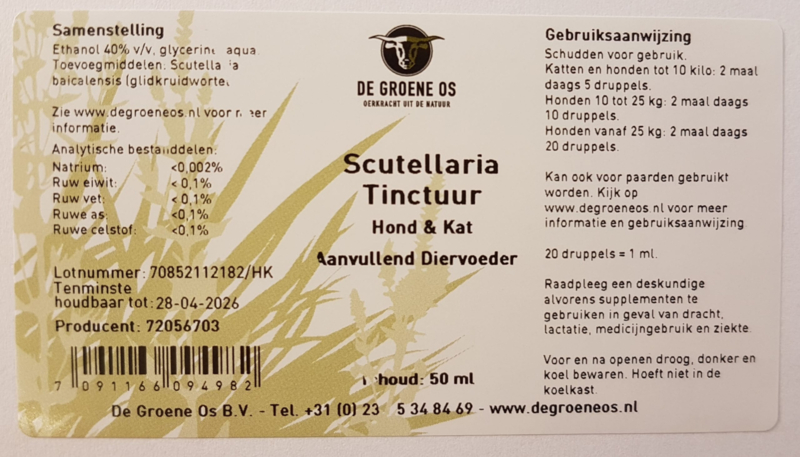 Samenstelling
Ethanol 40% v/v, glycerine aqua.
Toevoegmiddelen: Scutellaria
baicalensis (glidkruidwortel
Zie www.degroeneos.nl voor meer
informatie.
Analytische bestanddelen:
Natrium: <0,002%
Ruw eiwit: <0,1%
Ruw vet: <0,1%
Ruwe as: <0,1%
Ruwe celstof: <0,1%
Lotnummer: 70852112182/HK
Tenminste
houdbaar tot: 28-04-2026
Producent: 72056703
7 091166 094982
DE GROENE OS
OERKRACHT UIT DE NATUUR
Scutellaria
Tinctuur
Hond & Kat
Aanvullend Diervoeder
Inhoud: 50 ml
Gebruiksaanwijzing
Schudden voor gebruik.
Katten en honden tot 10 kilo: 2 maal
daags 5 druppels.
Honden 10 tot 25 kg: 2 maal daags
10 druppels.
Honden vanaf 25 kg: 2 maal daags
20 druppels.
Kan ook voor paarden gebruikt
worden. Kijk op
www.degroeneos.nl voor meer
informatie en gebruiksaanwijzing.
20 druppels = 1 ml.
Raadpleeg een deskundige
alvorens supplementen te
gebruiken in geval van dracht,
lactatie, medicijngebruik en ziekte.
Voor en na openen droog, donker en
koel bewaren. Hoeft niet in de
koelkast.
De Groene Os B.V. - Tel. +31 (0) 23 5 34 84 69 - www.degroeneos.nl